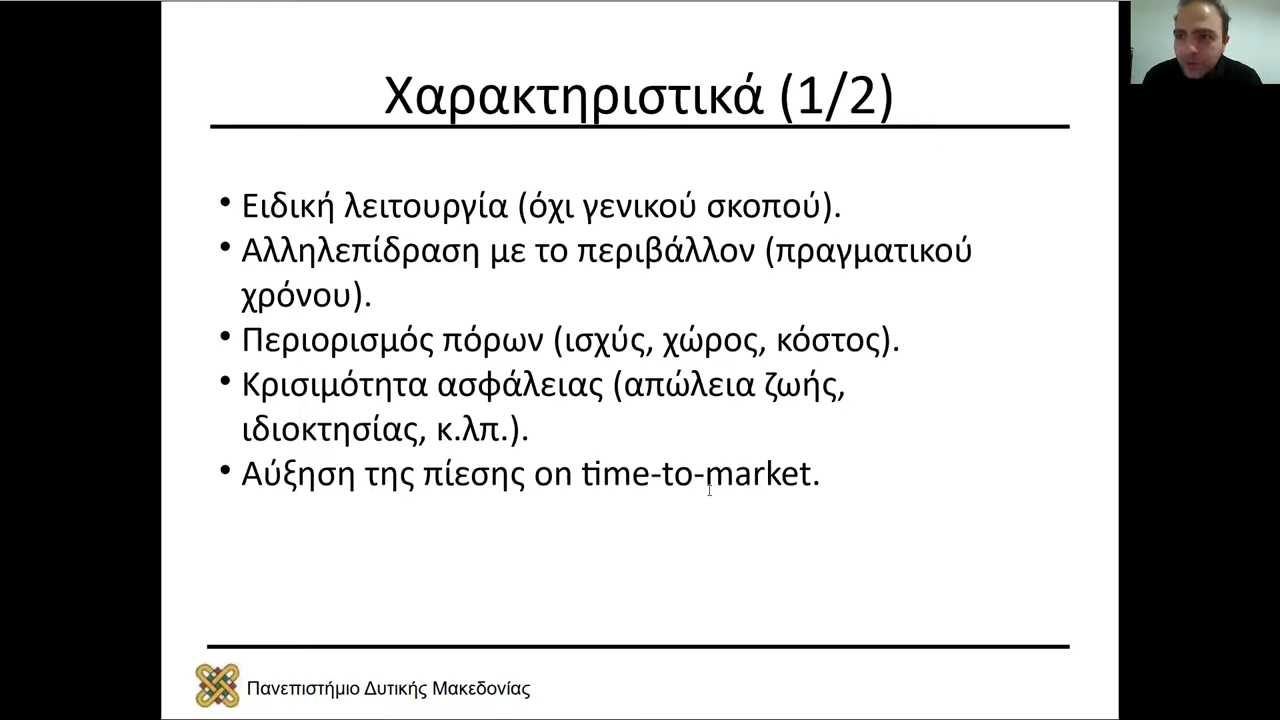 Χαρακτηριστικά (1/2)
• Ειδική λειτουργία (όχι γενικού σκοπού).
• Αλληλεπίδραση με το περιβάλλον (πραγματικού
χρόνου).
• Περιορισμός πόρων (ισχύς, χώρος, κόστος).
• Κρισιμότητα ασφάλειας (απώλεια ζωής,
ιδιοκτησίας, κ.λπ.).
• Αύξηση της πίεσης on time-to-market.
Πανεπιστήμιο Δυτικής Μακεδονίας